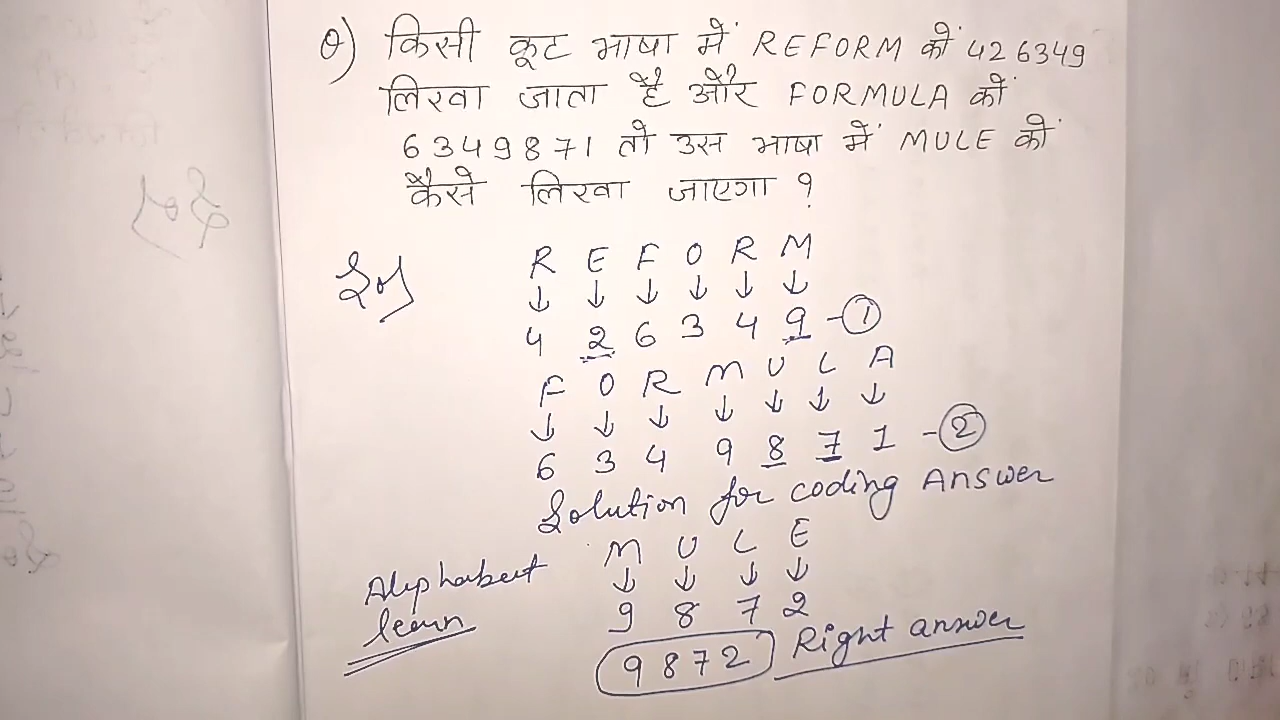 Q) किसी कूट भाषा में REFORM को 426349
लिखा जाता है और FORMULA को
6349871 तो उस भाषा में MULE को
कैसे लिखा जाएगा ?
Sol R E F O R M
↓ ↓ ↓ ↓ ↓ ↓
4 2 6 3 4 9 -①
F O R M U L A
↓ ↓ ↓ ↓ ↓ ↓ ↓
6 3 4 9 8 7 1 -②
Solution for coding Answer
M U L E
Alphabet ↓ ↓ ↓ ↓
learn 9 8 7 2
9872 Right answer